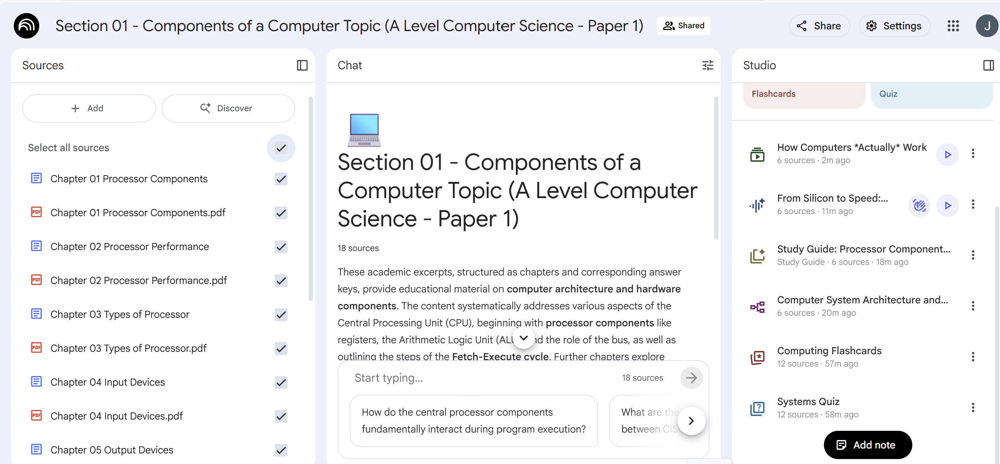 Section 01 - Components of a Computer Topic (A Level Computer Science - Paper 1)
Shared
Share
Settings
J
Sources
Add
Discover
Select all sources
Chapter 01 Processor Components
PDF
Chapter 01 Processor Components.pdf
Chapter 02 Processor Performance
PDF
Chapter 02 Processor Performance.pdf
Chapter 03 Types of Processor
PDF
Chapter 03 Types of Processor.pdf
Chapter 04 Input Devices
PDF
Chapter 04 Input Devices.pdf
Chapter 05 Output Devices
Chat
Section 01 - Components of a
Computer Topic (A Level Computer
Science - Paper 1)
18 sources
These academic excerpts, structured as chapters and corresponding answer
keys, provide educational material on computer architecture and hardware
components. The content systematically addresses various aspects of the
Central Processing Unit (CPU), beginning with processor components like
registers, the Arithmetic Logic Unit the role of the bus, as well as
outlining the steps of the Fetch-Execute cycle. Further chapters explore
Start typing...
18 sources
How do the central processor components
fundamentally interact during program execution?
What are the
between
Studio
Flashcards
Quiz
How Computers *Actually* Work
6 sources · 2m ago
From Silicon to Speed:...
6 sources · 11m ago
Study Guide: Processor Component...
Study Guide · 6 sources · 18m ago
Computer System Architecture and...
6 sources · 20m ago
Computing Flashcards
12 sources · 57m ago
Systems Quiz
12 sources · 58m ago
Add note